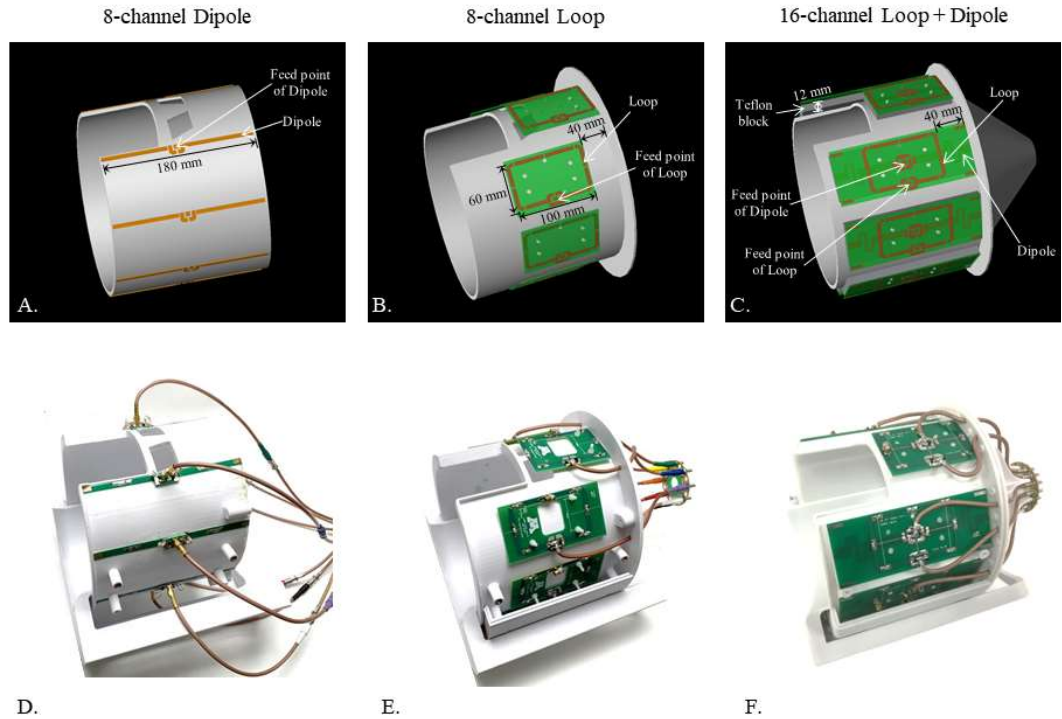 8-channel Dipole
8-channel Loop
16-channel Loop + Dipole
Feed point
of Dipole
Dipole
180 mm
A.
Loop
40 mm
Feed point
of Loop
60 mm
100 mm
B.
12 mm
Teflon
block
Loop
40 mm
Feed point
of Dipole
Feed point
of Loop
Dipole
C.
D.
E.
F.